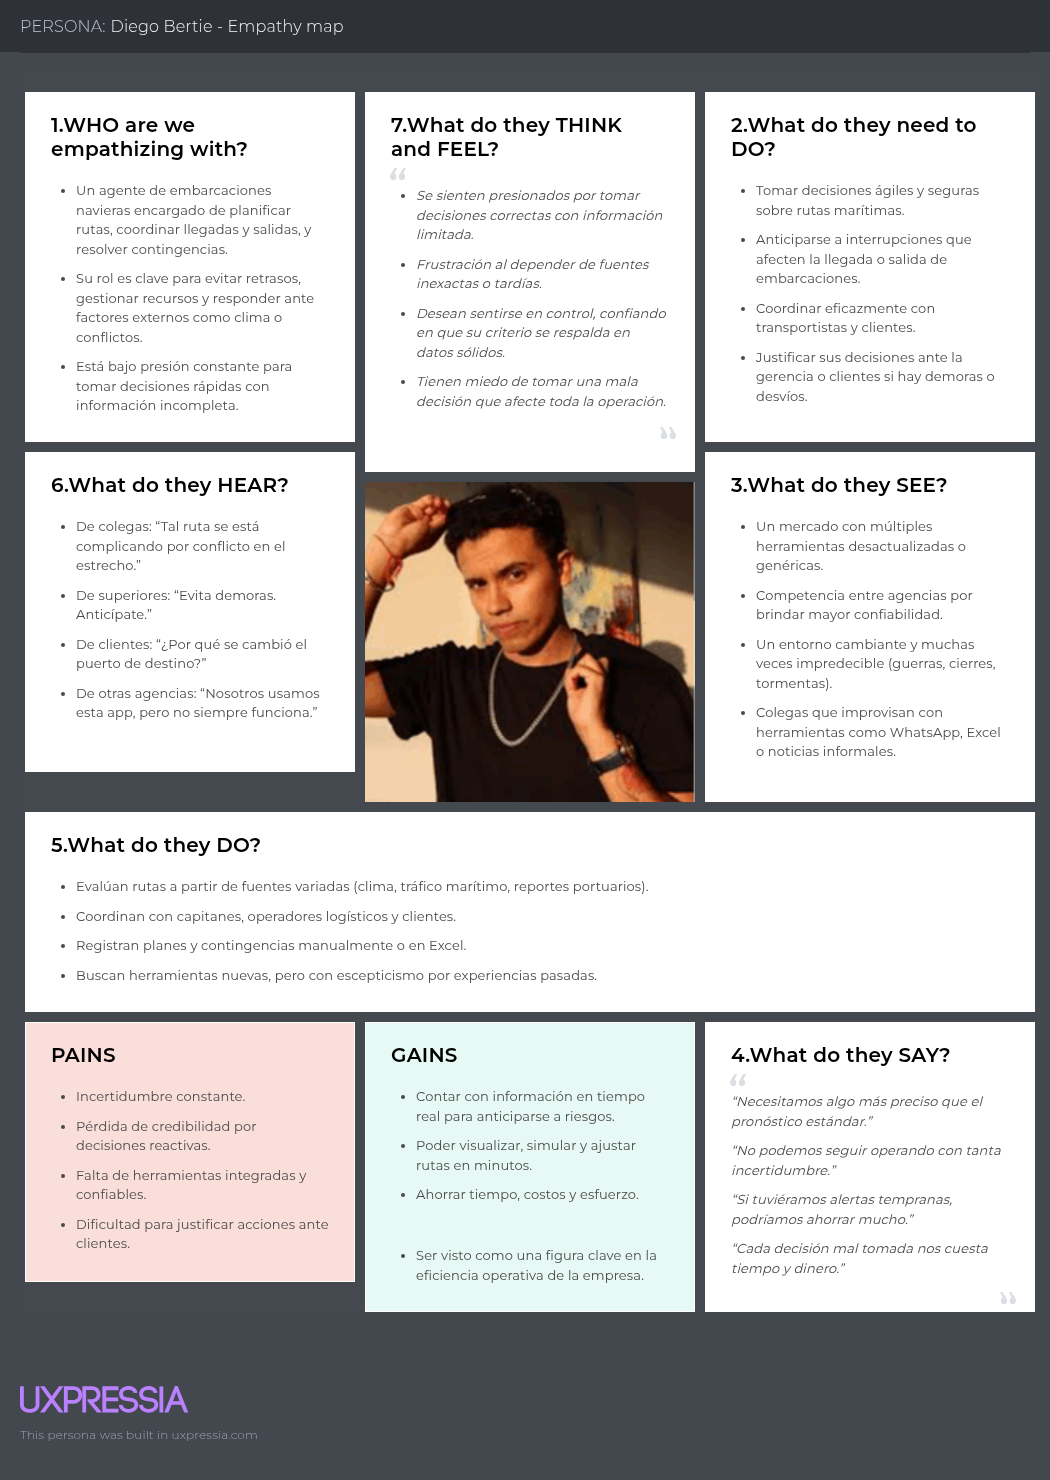 PERSONA: Diego Bertie - Empathy map
1.WHO are we
empathizing with?
• Un agente de embarcaciones
navieras encargado de planificar
rutas, coordinar llegadas y salidas, y
resolver contingencias.
• Su rol es clave para evitar retrasos,
gestionar recursos y responder ante
factores externos como clima o
conflictos.
• Está bajo presión constante para
tomar decisiones rápidas con
información incompleta.
7.What do they THINK
and FEEL?
“
• Se sienten presionados por tomar
decisiones correctas con información
limitada.
• Frustración al depender de fuentes
inexactas o tardías.
• Desean sentirse en control, confiando
en que su criterio se respalda en
datos sólidos.
• Tienen miedo de tomar una mala
decisión que afecte toda la operación.
”
2.What do they need to
DO?
• Tomar decisiones ágiles y seguras
sobre rutas marítimas.
• Anticiparse a interrupciones que
afecten la llegada o salida de
embarcaciones.
• Coordinar eficazmente con
transportistas y clientes.
• Justificar sus decisiones ante la
gerencia o clientes si hay demoras o
desvíos.
6.What do they HEAR?
• De colegas: “Tal ruta se está
complicando por conflicto en el
estrecho.”
• De superiores: “Evita demoras.
Anticípate.”
• De clientes: “¿Por qué se cambió el
puerto de destino?”
• De otras agencias: “Nosotros usamos
esta app, pero no siempre funciona.”
3.What do they SEE?
• Un mercado con múltiples
herramientas desactualizadas o
genéricas.
• Competencia entre agencias por
brindar mayor confiabilidad.
• Un entorno cambiante y muchas
veces impredecible (guerras, cierres,
tormentas).
• Colegas que improvisan con
herramientas como WhatsApp, Excel
o noticias informales.
5.What do they DO?
• Evalúan rutas a partir de fuentes variadas (clima, tráfico marítimo, reportes portuarios).
• Coordinan con capitanes, operadores logísticos y clientes.
• Registran planes y contingencias manualmente o en Excel.
• Buscan herramientas nuevas, pero con escepticismo por experiencias pasadas.
PAINS
• Incertidumbre constante.
• Pérdida de credibilidad por
decisiones reactivas.
• Falta de herramientas integradas y
confiables.
• Dificultad para justificar acciones ante
clientes.
GAINS
• Contar con información en tiempo
real para anticiparse a riesgos.
• Poder visualizar, simular y ajustar
rutas en minutos.
• Ahorrar tiempo, costos y esfuerzo.
• Ser visto como una figura clave en la
eficiencia operativa de la empresa.
4.What do they SAY?
“
“Necesitamos algo más preciso que el
pronóstico estándar.”
“No podemos seguir operando con tanta
incertidumbre.”
“Si tuviéramos alertas tempranas,
podríamos ahorrar mucho.”
“Cada decisión mal tomada nos cuesta
tiempo y dinero.”
”
UXPRESSIA
This persona was built in uxpressia.com